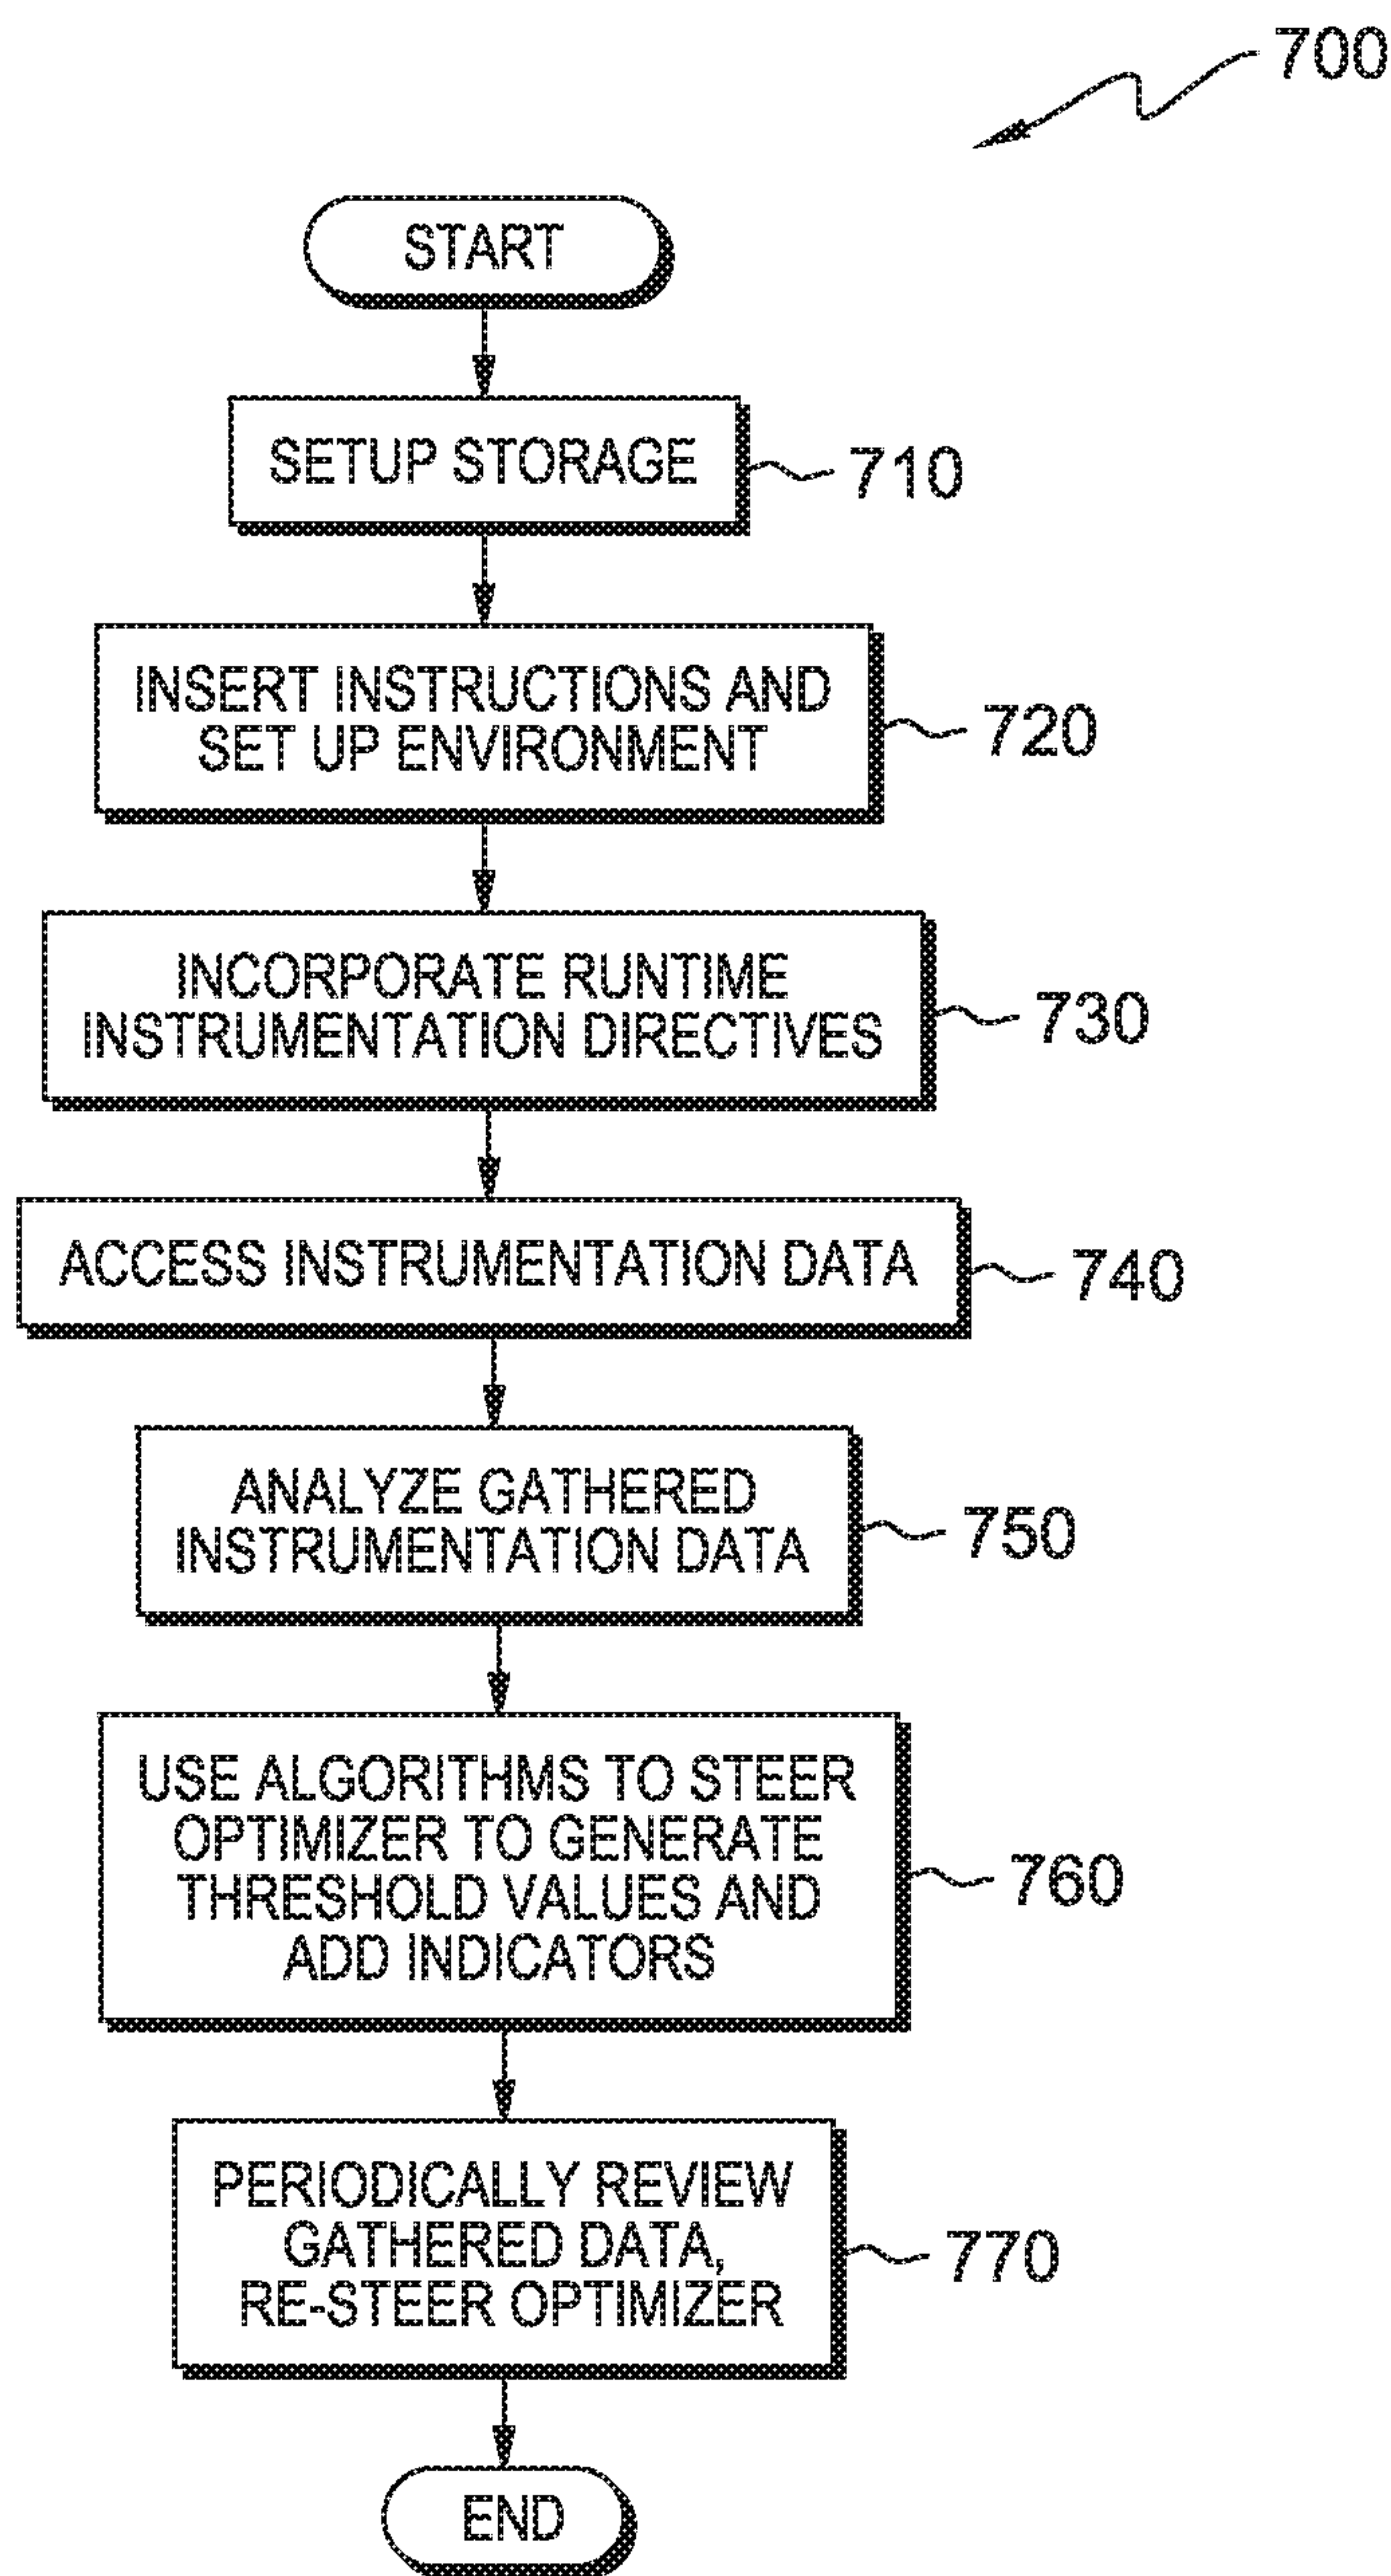 700
START
SETUP STORAGE
710
INSERT INSTRUCTIONS AND
SET UP ENVIRONMENT
720
INCORPORATE RUNTIME
INSTRUMENTATION DIRECTIVES
730
ACCESS INSTRUMENTATION DATA
740
ANALYZE GATHERED
INSTRUMENTATION DATA
750
USE ALGORITHMS TO STEER
OPTIMIZER TO GENERATE
THRESHOLD VALUES AND
ADD INDICATORS
760
PERIODICALLY REVIEW
GATHERED DATA,
RE-STEER OPTIMIZER
770
END